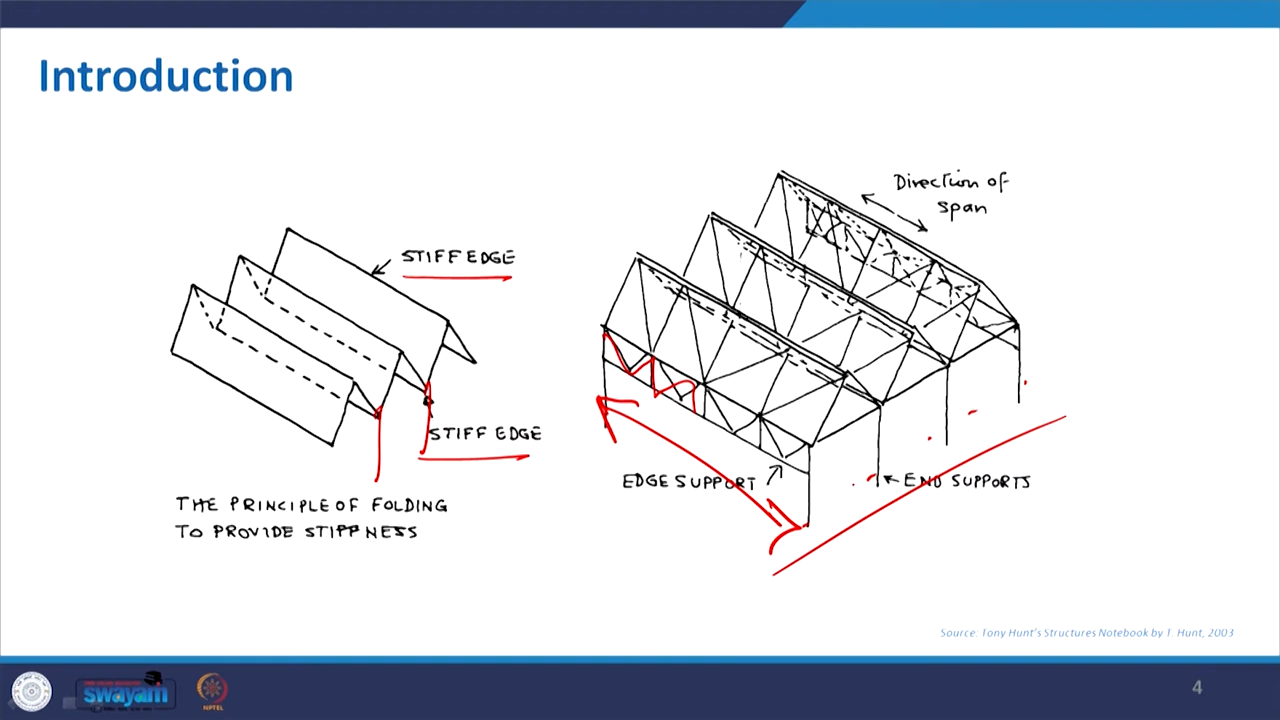 Introduction
STIFF EDGE
STIFF EDGE
THE PRINCIPLE OF FOLDING
TO PROVIDE STIFFNESS
Direction of
span
EDGE SUPPORT
END SUPPORTS
Source: Tony Hunt's Structures Notebook by T. Hunt, 2003
swayam
NPTEL
4